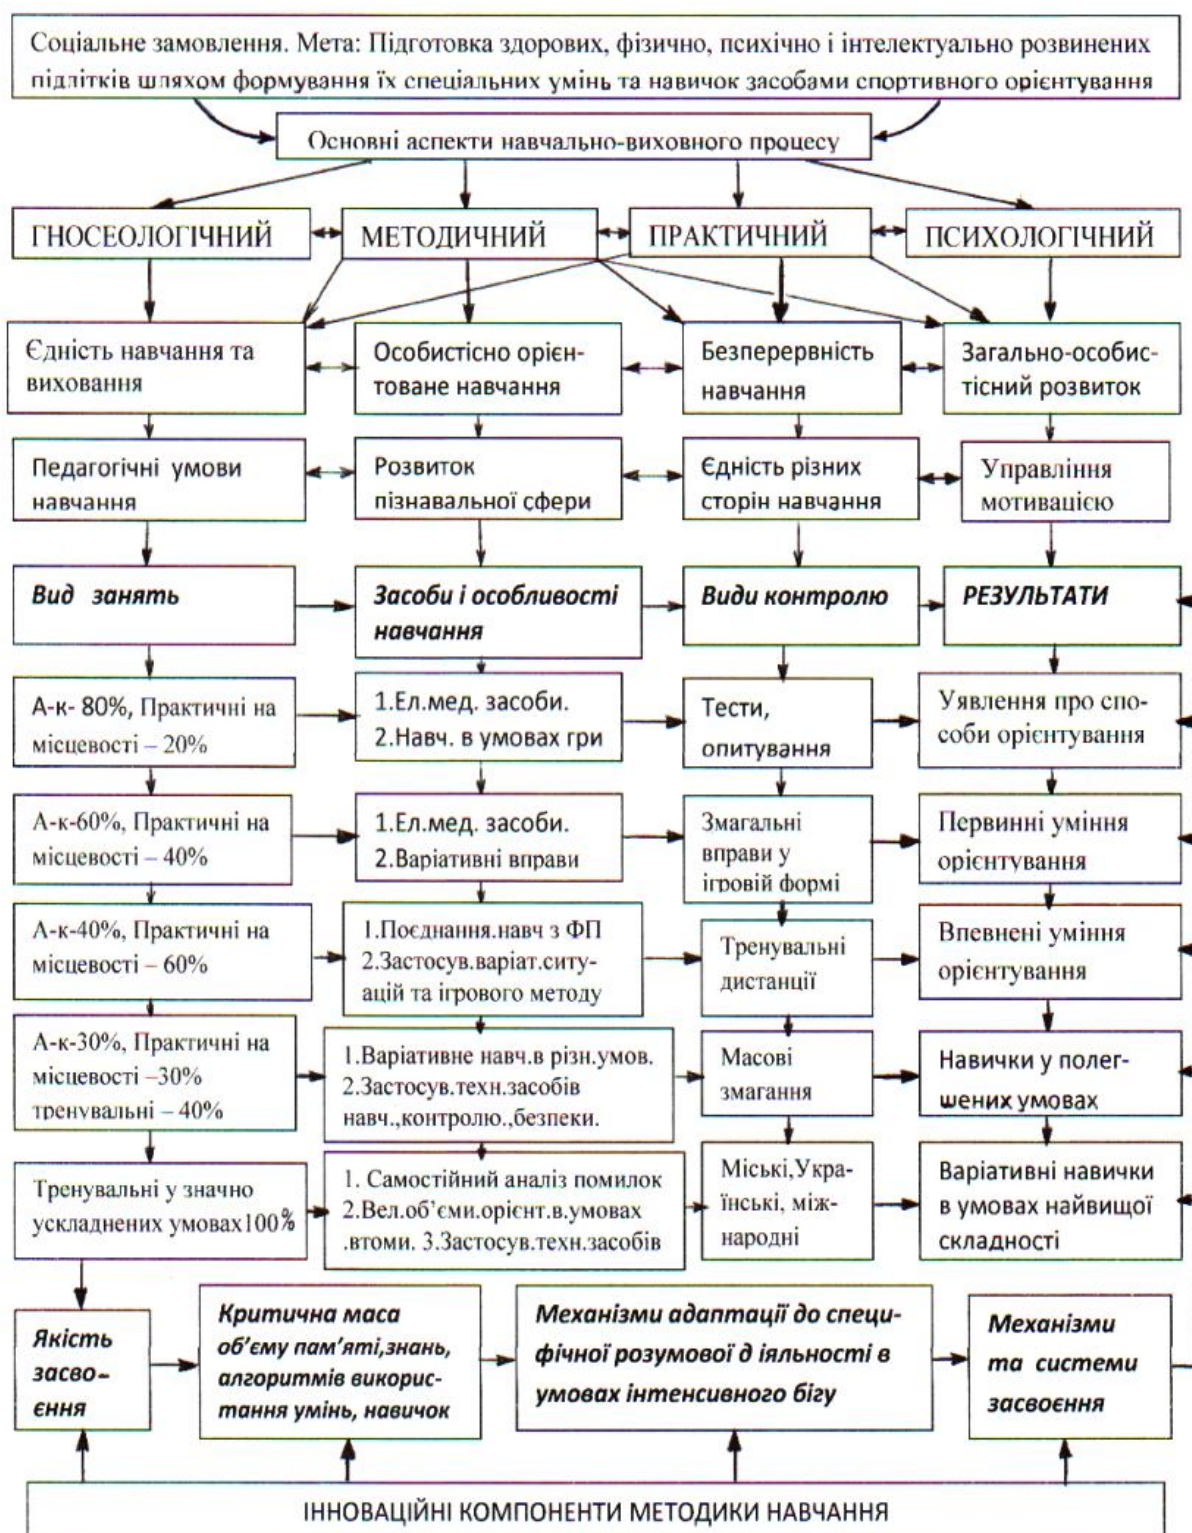 Соціальне замовлення. Мета: Підготовка здорових, фізично, психічно і інтелектуально розвинених
підлітків шляхом формування їх спеціальних умінь та навичок засобами спортивного орієнтування
Основні аспекти навчально-виховного процесу
ГНОСЕОЛОГІЧНИЙ
МЕТОДИЧНИЙ
ПРАКТИЧНИЙ
ПСИХОЛОГІЧНИЙ
Єдність навчання та
виховання
Особистісно орієн-
товане навчання
Безперервність
навчання
Загально-особис-
тісний розвиток
Педагогічні умови
навчання
Розвиток
пізнавальної сфери
Єдність різних
сторін навчання
Управління
мотивацією
Вид занять
Засоби і особливості
навчання
Види контролю
РЕЗУЛЬТАТИ
А-к- 80%, Практичні на
місцевості – 20%
1.Ел.мед. засоби.
2.Навч. в умовах гри
Тести,
опитування
Уявлення про спо-
соби орієнтування
А-к-60%, Практичні на
місцевості – 40%
1.Ел.мед. засоби.
2.Варіативні вправи
Змагальні
вправи у
ігровій формі
Первинні уміння
орієнтування
А-к-40%, Практичні на
місцевості – 60%
1.Поєднання.навч з ФП
2.Застосув.варіат.ситу-
ацій та ігрового методу
Тренувальні
дистанції
Впевнені уміння
орієнтування
А-к-30%, Практичні на
місцевості –30%
тренувальні – 40%
1.Варіативне навч.в різн.умов.
2.Застосув.техн.засобів
навч.,контролю.,безпеки.
Масові
змагання
Навички у полег-
шених умовах
Тренувальні у значно
ускладнених умовах100%
1. Самостійний аналіз помилок
2.Вел.об’єми.орієнт.в.умовах
.втоми. 3.Застосув.техн.засобів
Міські,Укра-
їнські, між-
народні
Варіативні навички
в умовах найвищої
складності
Якість
засво-
єння
Критична маса
об’єму пам’яті,знань,
алгоритмів викорис-
тання умінь, навичок
Механізми адаптації до специ-
фічної розумової д іяльності в
умовах інтенсивного бігу
Механізми
та системи
засвоєння
ІННОВАЦІЙНІ КОМПОНЕНТИ МЕТОДИКИ НАВЧАННЯ